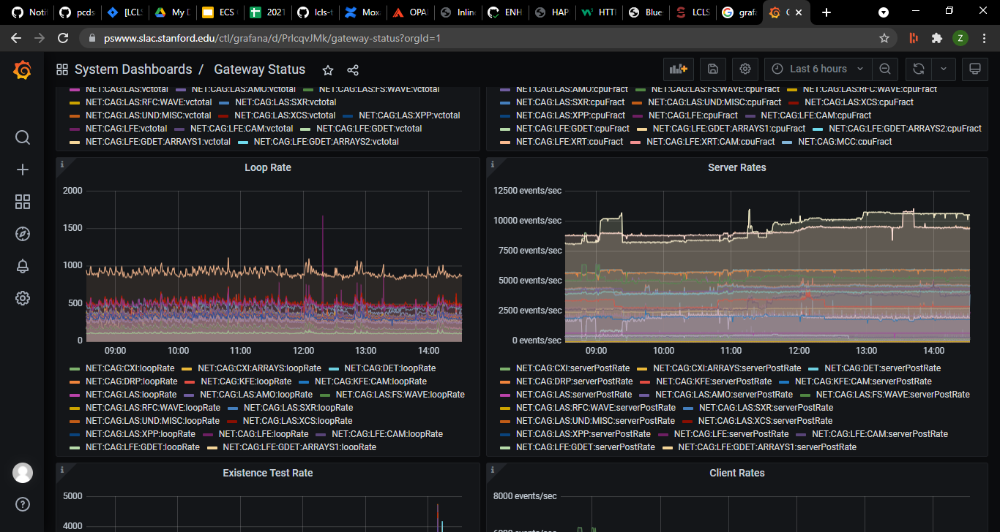 Notif
pcds
[LCLS
My D
ECS
2021
lcls-t
Moxa
OPA
Inline
ENH
HAP
HTTI
Blue
LCLS
grafa
pswww.slac.stanford.edu/ctl/grafana/d/PrlcqvJMk/gateway-status?orgId=1
Z
System Dashboards / Gateway Status
Last 6 hours
NET:CAG:LAS:vctotal NET:CAG:LAS:AMO:vctotal NET:CAG:LAS:FS:WAVE:vctotal
NET:CAG:LAS:RFC:WAVE:vctotal NET:CAG:LAS:SXR:vctotal
NET:CAG:LAS:UND:MISC:vctotal NET:CAG:LAS:XCS:vctotal NET:CAG:LAS:XPP:vctotal
NET:CAG:LFE:vctotal NET:CAG:LFE:CAM:vctotal NET:CAG:LFE:GDET:vctotal
NET:CAG:LFE:GDET:ARRAYS1:vctotal NET:CAG:LFE:GDET:ARRAYS2:vctotal
NET:CAG:LAS:AMO:cpuFract NET:CAG:LAS:FS:WAVE:cpuFract NET:CAG:LAS:RFC:WAVE:cpuFract
NET:CAG:LAS:SXR:cpuFract NET:CAG:LAS:UND:MISC:cpuFract NET:CAG:LAS:XCS:cpuFract
NET:CAG:LAS:XPP:cpuFract NET:CAG:LFE:cpuFract NET:CAG:LFE:CAM:cpuFract
NET:CAG:LFE:GDET:cpuFract NET:CAG:LFE:GDET:ARRAYS1:cpuFract NET:CAG:LFE:GDET:ARRAYS2:cpuFract
NET:CAG:LFE:XRT:cpuFract NET:CAG:LFE:XRT:CAM:cpuFract NET:CAG:MCC:cpuFract
Loop Rate
2000
1500
1000
500
0
09:00 10:00 11:00 12:00 13:00 14:00
NET:CAG:CXI:loopRate NET:CAG:CXI:ARRAYS:loopRate NET:CAG:DET:loopRate
NET:CAG:DRP:loopRate NET:CAG:KFE:loopRate NET:CAG:KFE:CAM:loopRate
NET:CAG:LAS:loopRate NET:CAG:LAS:AMO:loopRate NET:CAG:LAS:FS:WAVE:loopRate
NET:CAG:LAS:RFC:WAVE:loopRate NET:CAG:LAS:SXR:loopRate
NET:CAG:LAS:UND:MISC:loopRate NET:CAG:LAS:XCS:loopRate
NET:CAG:LAS:XPP:loopRate NET:CAG:LFE:loopRate NET:CAG:LFE:CAM:loopRate
NET:CAG:LFE:GDET:loopRate NET:CAG:LFE:GDET:ARRAYS1:loopRate
Server Rates
12500 events/sec
10000 events/sec
7500 events/sec
5000 events/sec
2500 events/sec
0 events/sec
09:00 10:00 11:00 12:00 13:00 14:00
NET:CAG:CXI:serverPostRate NET:CAG:CXI:ARRAYS:serverPostRate NET:CAG:DET:serverPostRate
NET:CAG:DRP:serverPostRate NET:CAG:KFE:serverPostRate NET:CAG:KFE:CAM:serverPostRate
NET:CAG:LAS:serverPostRate NET:CAG:LAS:AMO:serverPostRate NET:CAG:LAS:FS:WAVE:serverPostRate
NET:CAG:LAS:RFC:WAVE:serverPostRate NET:CAG:LAS:SXR:serverPostRate
NET:CAG:LAS:UND:MISC:serverPostRate NET:CAG:LAS:XCS:serverPostRate
NET:CAG:LAS:XPP:serverPostRate NET:CAG:LFE:serverPostRate NET:CAG:LFE:CAM:serverPostRate
NET:CAG:LFE:GDET:serverPostRate NET:CAG:LFE:GDET:ARRAYS1:serverPostRate
Existence Test Rate
5000
4000
Client Rates
8000 events/sec
6000 events/sec